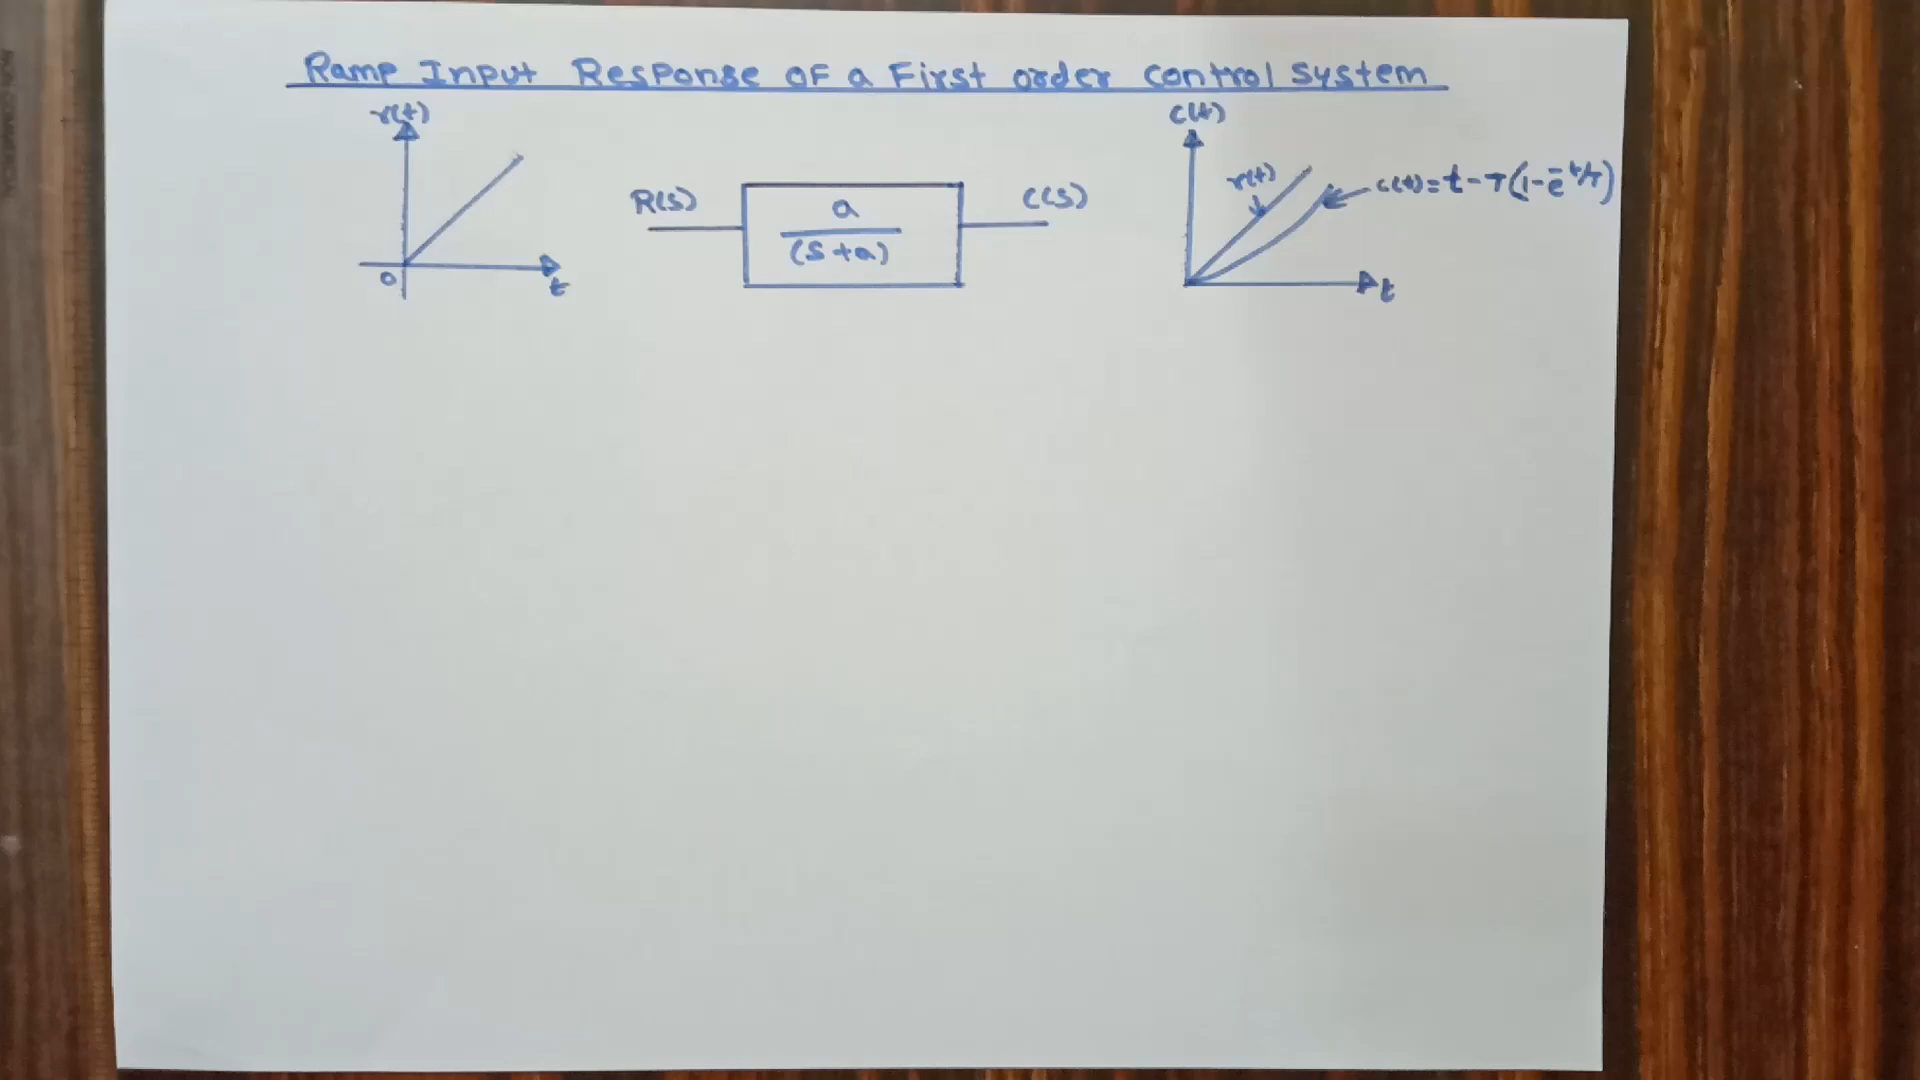 Ramp Input Response OF a First order control system
r(t)
0
t
R(S)
a
(S+a)
C(S)
C(t)
r(t)
C(t)=t-T(1-e^-t/T)
t